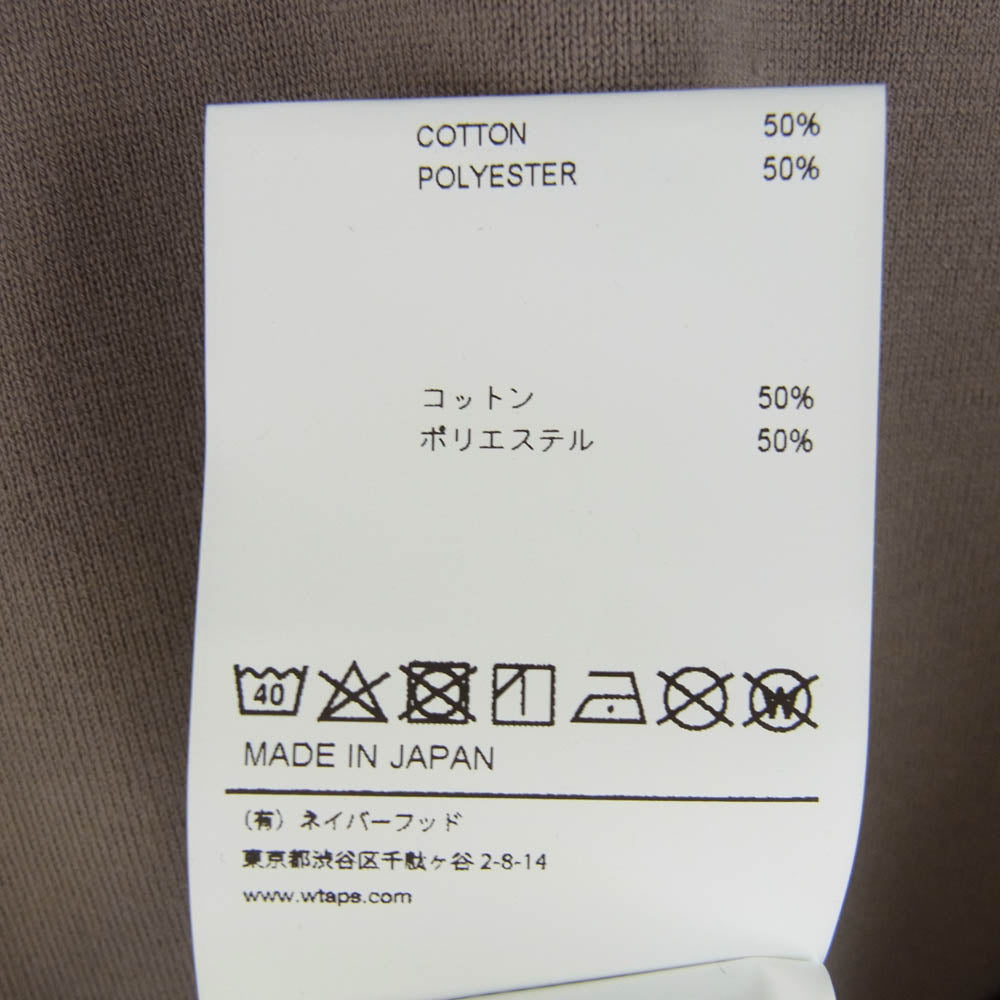 COTTON 50%
POLYESTER 50%
コットン 50%
ポリエステル 50%
40 W
MADE IN JAPAN
(有) ネイバーフッド
東京都渋谷区千駄ヶ谷 2-8-14
www.wtaps.com